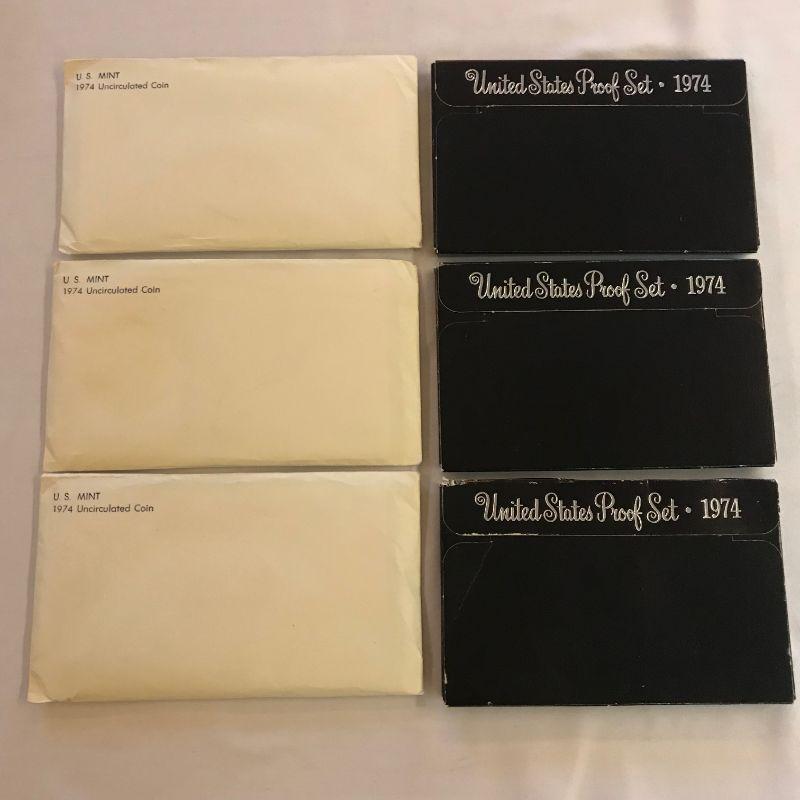 U. S. MINT
1974 Uncirculated Coin
United States Proof Set • 1974
U. S. MINT
1974 Uncirculated Coin
United States Proof Set • 1974
U. S. MINT
1974 Uncirculated Coin
United States Proof Set • 1974